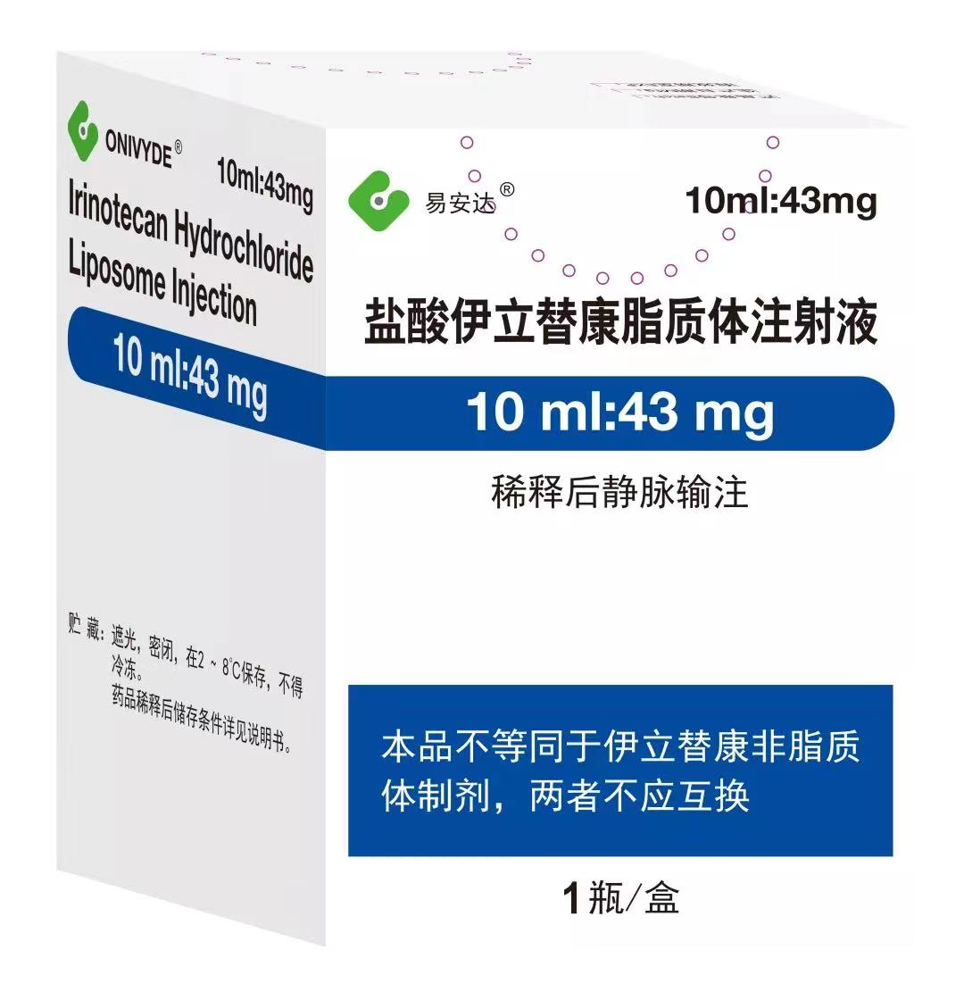 ONIVYDE®
10ml:43mg
Irinotecan Hydrochloride
Liposome Injection
10 ml:43 mg
贮 藏：遮光，密闭，在2 ~ 8℃保存，不得
冷冻。
药品稀释后储存条件详见说明书。
易安达®
10ml:43mg
盐酸伊立替康脂质体注射液
10 ml:43 mg
稀释后静脉输注
本品不等同于伊立替康非脂质
体制剂，两者不应互换
1瓶/盒